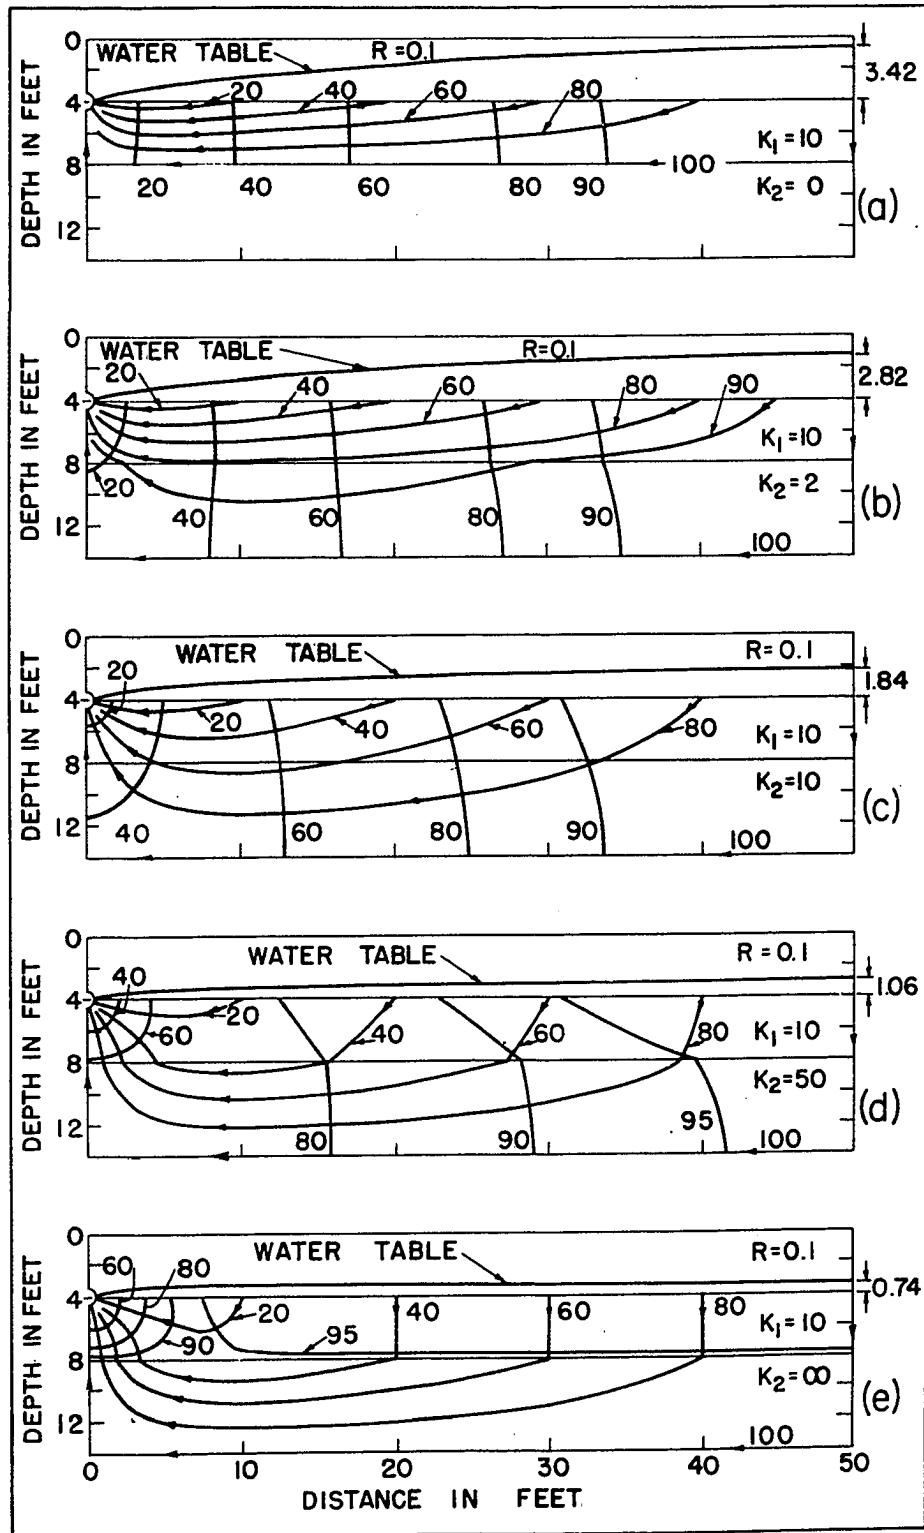 0 WATER TABLE R=0.1
3.42
20 40 60 80
4
K1=10
8 100
20 40 60 80 90 K2=0
(a)
12
DEPTH IN FEET
0 WATER TABLE R=0.1
2.82
20 40 60 80 90
4
K1=10
8
20 K2=2
40 60 80 90
(b)
12
100
DEPTH IN FEET
0 WATER TABLE R=0.1
1.84
20
4
20 40 60 80
K1=10
8
K2=10
(c)
12
40 60 80 90 100
DEPTH IN FEET
0 WATER TABLE R=0.1
1.06
40
4
20
60 40 60 80
K1=10
8
K2=50
(d)
12
80 90 95 100
DEPTH IN FEET
0 WATER TABLE R=0.1
0.74
60 80
4
20 40 60 80
K1=10
90 95
8
K2=∞
(e)
12
100
DEPTH IN FEET
0 10 20 30 40 50
DISTANCE IN FEET